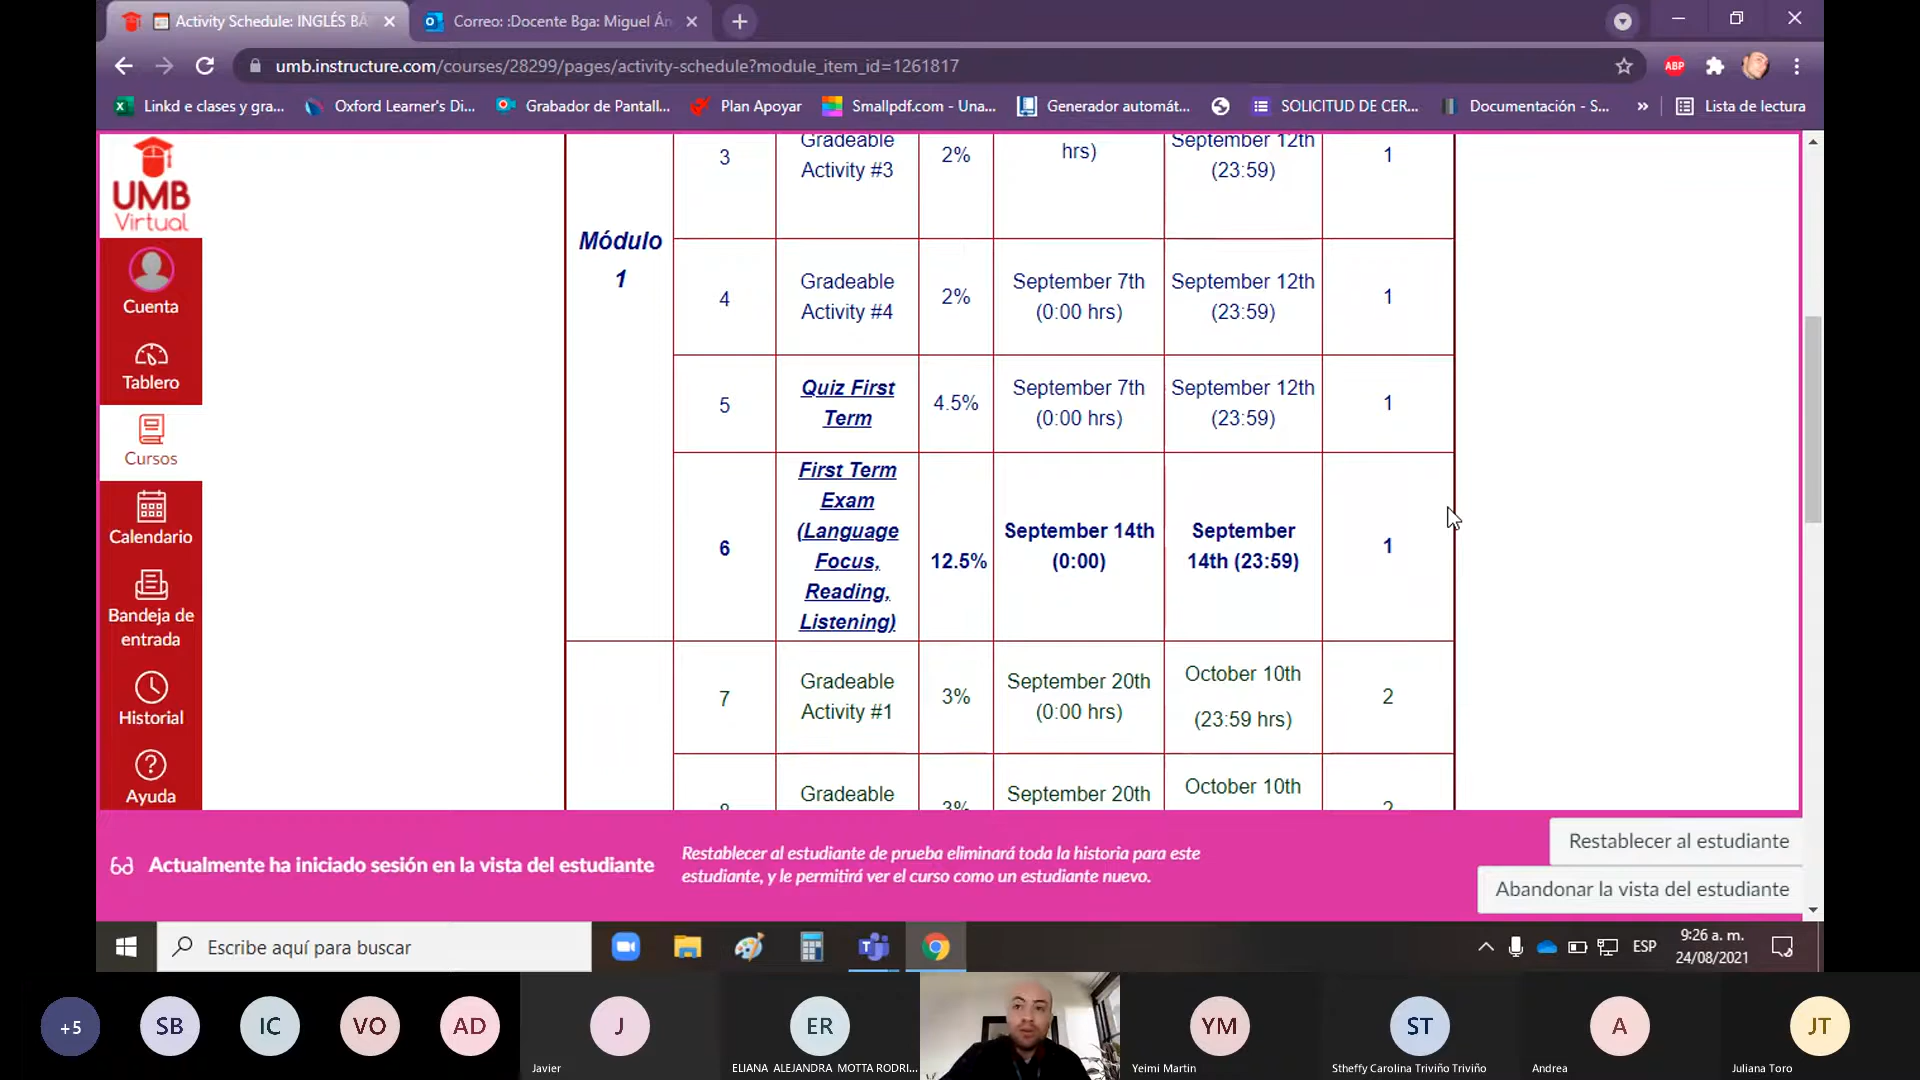 Activity Schedule: INGLÉS BÁ
Correo: :Docente Bga: Miguel Án
umb.instructure.com/courses/28299/pages/activity-schedule?module_item_id=1261817
ABP
Linkd e clases y gra...
Oxford Learner's Di...
Grabador de Pantall...
Plan Apoyar
Smallpdf.com - Una...
Generador automát...
SOLICITUD DE CER...
Documentación - S...
»
Lista de lectura
UMB
Virtual
Cuenta
Tablero
Cursos
Calendario
Bandeja de
entrada
Historial
Ayuda
Módulo
1
3
Gradeable
Activity #3
2%
hrs)
September 12th
(23:59)
1
4
Gradeable
Activity #4
2%
September 7th
(0:00 hrs)
September 12th
(23:59)
1
5
Quiz First
Term
4.5%
September 7th
(0:00 hrs)
September 12th
(23:59)
1
6
First Term
Exam
(Language
Focus,
Reading,
Listening)
12.5%
September 14th
(0:00)
September
14th (23:59)
1
7
Gradeable
Activity #1
3%
September 20th
(0:00 hrs)
October 10th
(23:59 hrs)
2
8
Gradeable
3%
September 20th
October 10th
2
Actualmente ha iniciado sesión en la vista del estudiante
Restablecer al estudiante de prueba eliminará toda la historia para este
estudiante, y le permitirá ver el curso como un estudiante nuevo.
Restablecer al estudiante
Abandonar la vista del estudiante
Escribe aquí para buscar
ESP
9:26 a. m.
24/08/2021
+5
SB
IC
VO
AD
J
Javier
ER
ELIANA ALEJANDRA MOTTA RODRI...
YM
Yeimi Martin
ST
Stheffy Carolina Triviño Triviño
A
Andrea
JT
Juliana Toro